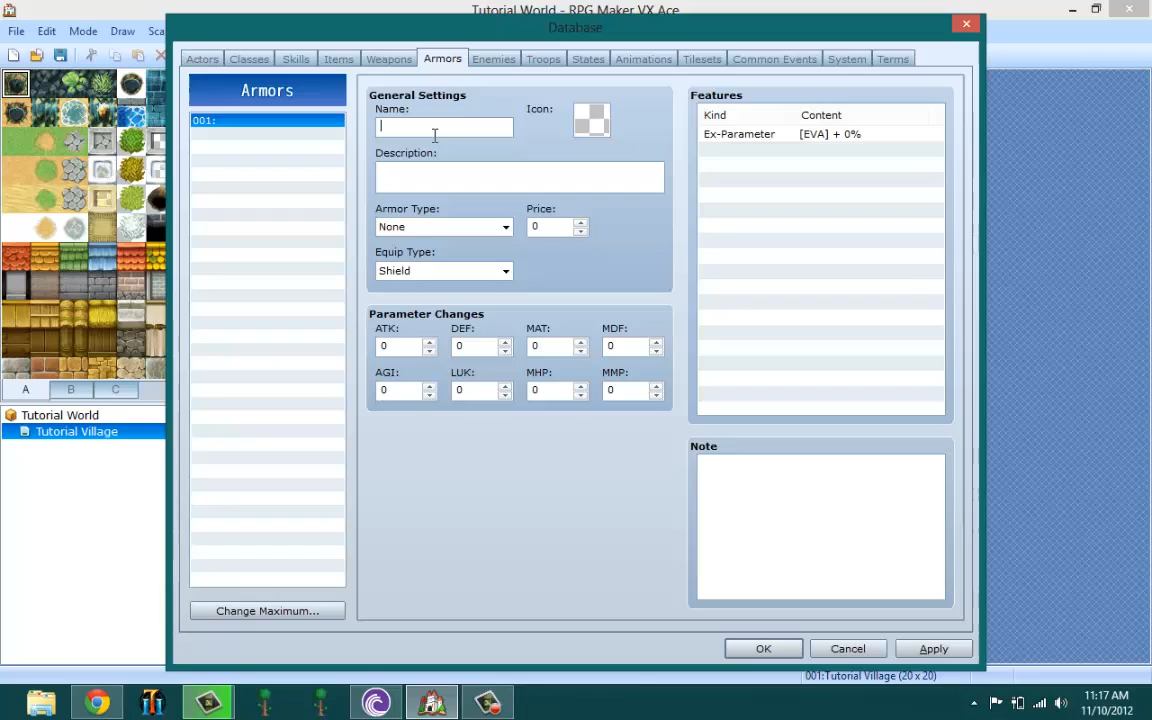 Tutorial World - RPG Maker VX Ace
File Edit Mode Draw Sca
Database
Actors Classes Skills Items Weapons Armors Enemies Troops States Animations Tilesets Common Events System Terms
Armors
001:
Change Maximum...
General Settings
Name:
Icon:
Description:
Armor Type:
Price:
None
0
Equip Type:
Shield
Parameter Changes
ATK: DEF: MAT: MDF:
0 0 0 0
AGI: LUK: MHP: MMP:
0 0 0 0
Features
Kind Content
Ex-Parameter [EVA] + 0%
Note
OK Cancel Apply
A B C
Tutorial World
Tutorial Village
001:Tutorial Village (20 x 20)
11:17 AM
11/10/2012